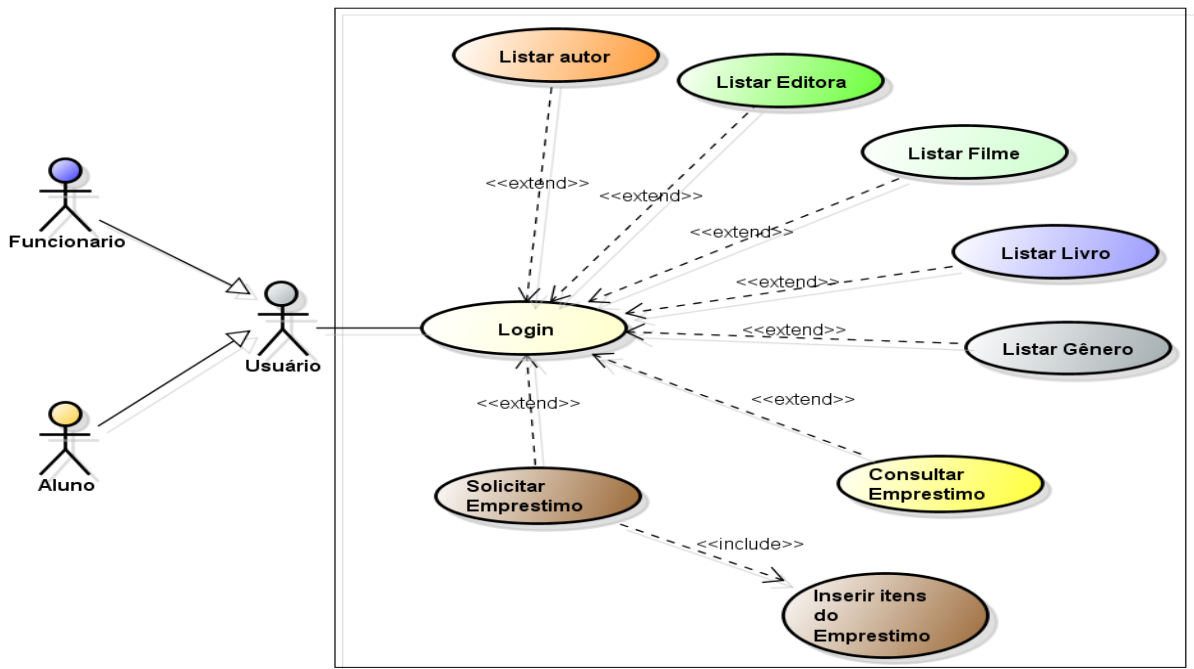 Listar autor
Listar Editora
Listar Filme
<<extend>>
<<extend>>
<<extend>>
Funcionario
Listar Livro
<<extend>>
Login
<<extend>>
Listar Gênero
Usuário
<<extend>>
<<extend>>
Aluno
Solicitar
Emprestimo
Consultar
Emprestimo
<<include>>
Inserir itens
do
Emprestimo